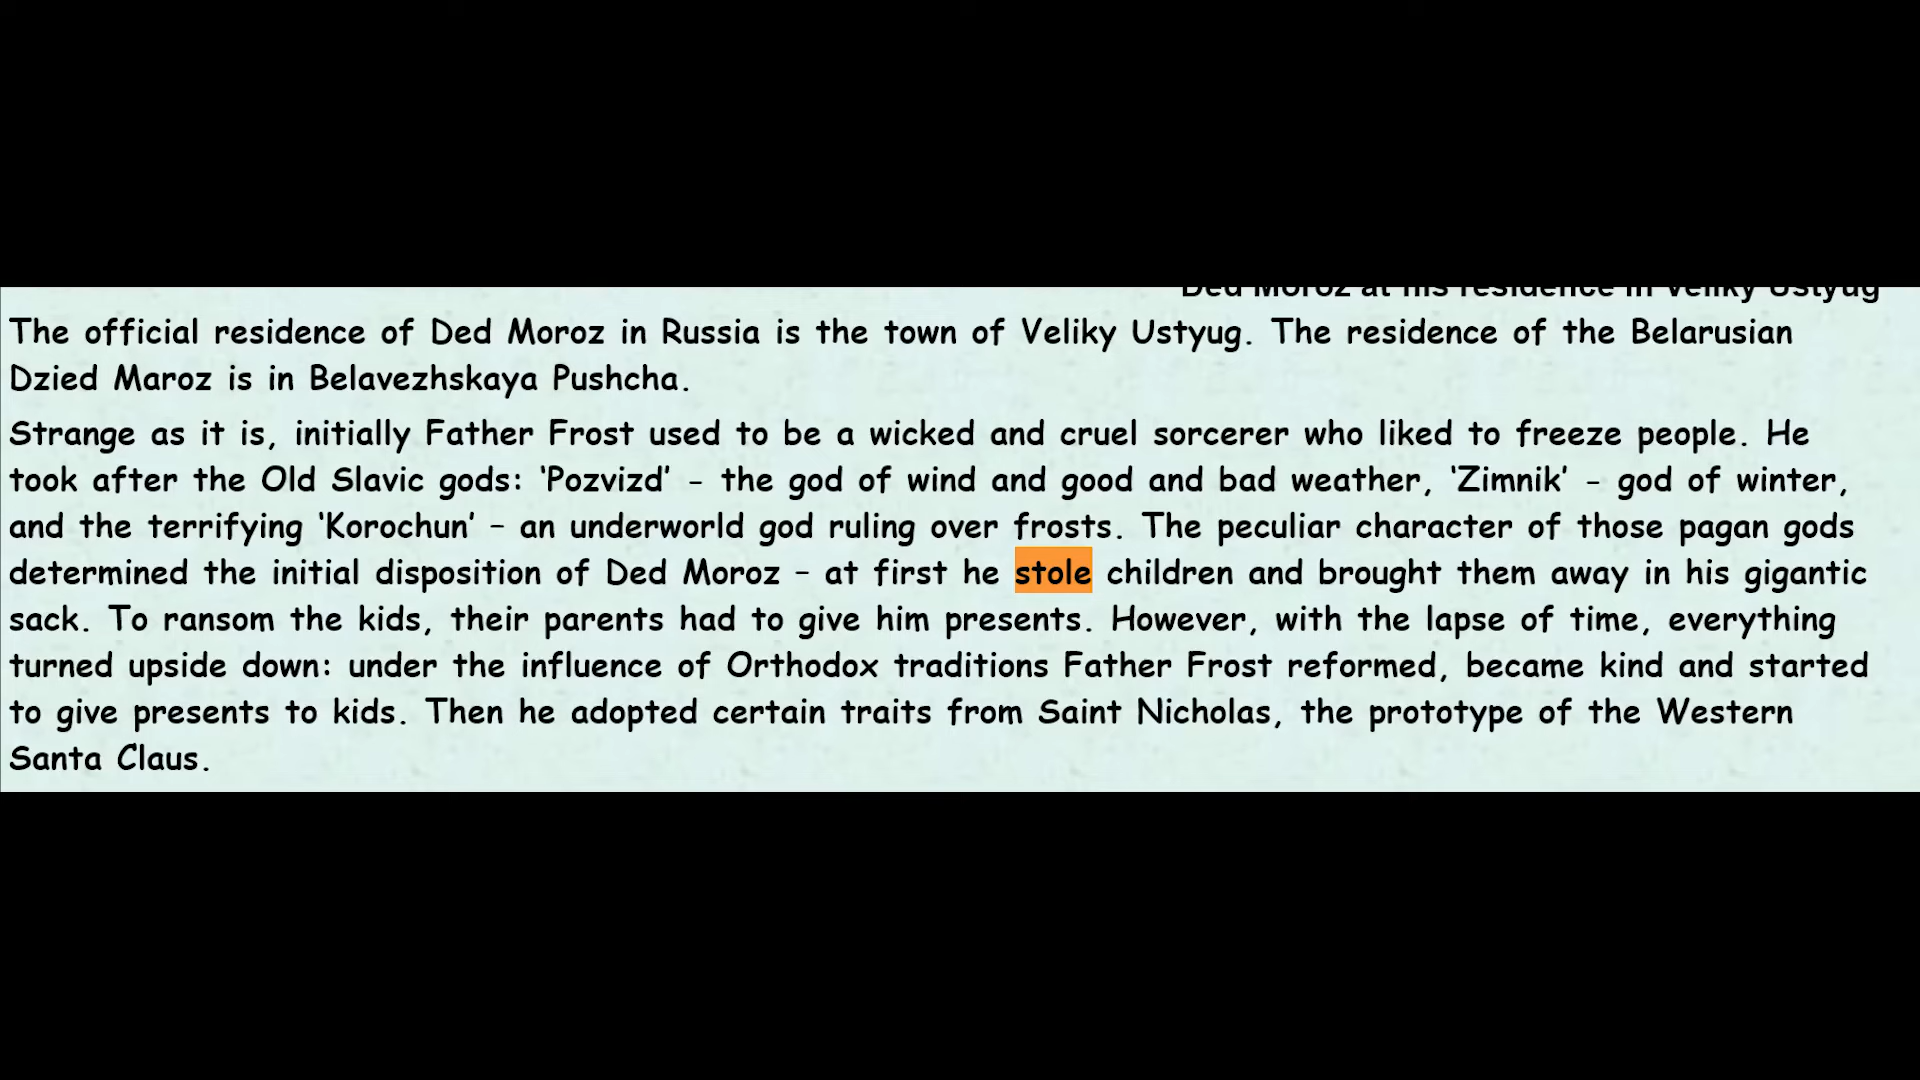 Ded Moroz at his residence in Veliky Ustyug
The official residence of Ded Moroz in Russia is the town of Veliky Ustyug. The residence of the Belarusian
Dzied Maroz is in Belavezhskaya Pushcha.
Strange as it is, initially Father Frost used to be a wicked and cruel sorcerer who liked to freeze people. He
took after the Old Slavic gods: ‘Pozvizd’ – the god of wind and good and bad weather, ‘Zimnik’ – god of winter,
and the terrifying ‘Korochun’ – an underworld god ruling over frosts. The peculiar character of those pagan gods
determined the initial disposition of Ded Moroz – at first he stole children and brought them away in his gigantic
sack. To ransom the kids, their parents had to give him presents. However, with the lapse of time, everything
turned upside down: under the influence of Orthodox traditions Father Frost reformed, became kind and started
to give presents to kids. Then he adopted certain traits from Saint Nicholas, the prototype of the Western
Santa Claus.